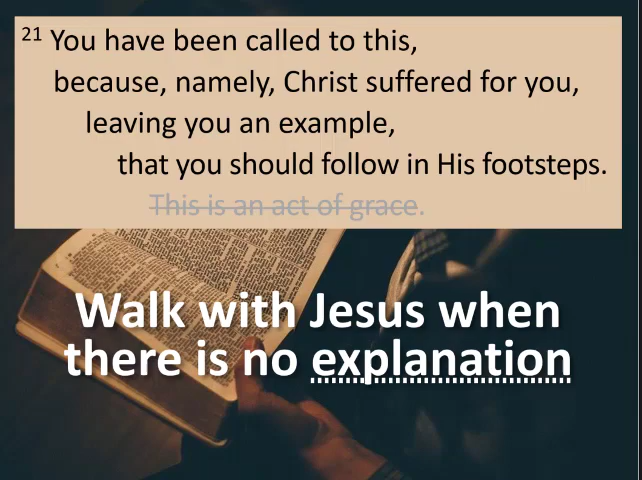 21 You have been called to this,
because, namely, Christ suffered for you,
leaving you an example,
that you should follow in His footsteps.
This is an act of grace.
Walk with Jesus when
there is no explanation